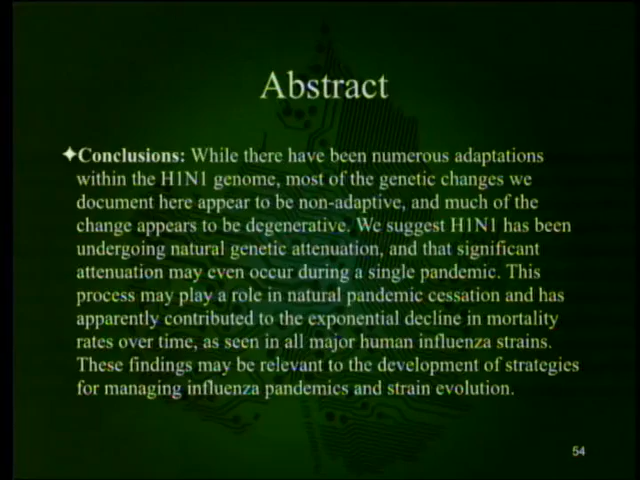 Abstract
✦Conclusions: While there have been numerous adaptations
within the H1N1 genome, most of the genetic changes we
document here appear to be non-adaptive, and much of the
change appears to be degenerative. We suggest H1N1 has been
undergoing natural genetic attenuation, and that significant
attenuation may even occur during a single pandemic. This
process may play a role in natural pandemic cessation and has
apparently contributed to the exponential decline in mortality
rates over time, as seen in all major human influenza strains.
These findings may be relevant to the development of strategies
for managing influenza pandemics and strain evolution.
54